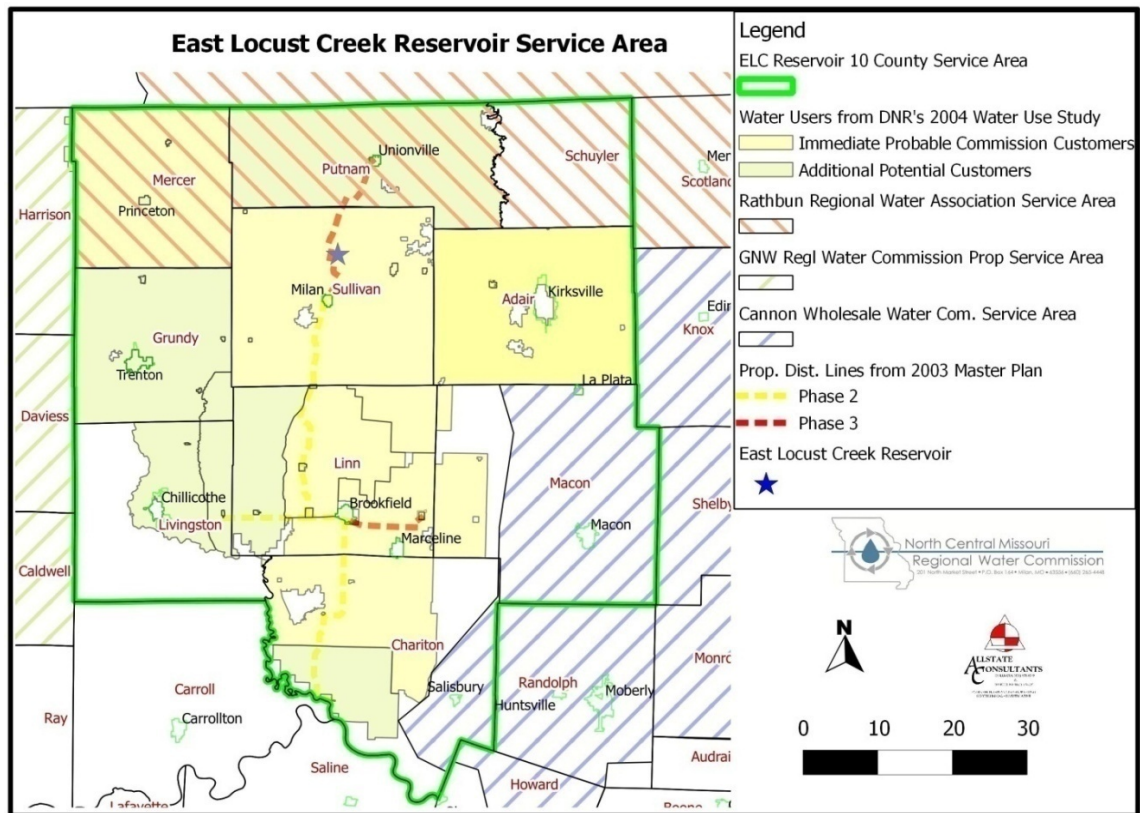 East Locust Creek Reservoir Service Area
Unionville
Putnam
Schuyler
Mercer
Princeton
Harrison
Scotland
Milan
Sullivan
Kirksville
Adair
Grundy
Trenton
Knox
La Plata
Daviess
Linn
Macon
Chillicothe
Brookfield
Livingston
Shelby
Macon
Marceline
Caldwell
Chariton
Carroll
Salisbury
Randolph
Moberly
Huntsville
Ray
Carrollton
Saline
Howard
Lafayette
Legend
ELC Reservoir 10 County Service Area
Water Users from DNR's 2004 Water Use Study
Immediate Probable Commission Customers
Additional Potential Customers
Rathbun Regional Water Association Service Area
GNW Regl Water Commission Prop Service Area
Cannon Wholesale Water Com. Service Area
Prop. Dist. Lines from 2003 Master Plan
Phase 2
Phase 3
East Locust Creek Reservoir
North Central Missouri
Regional Water Commission
N
ALLSTATE
CONSULTANTS
0 10 20 30